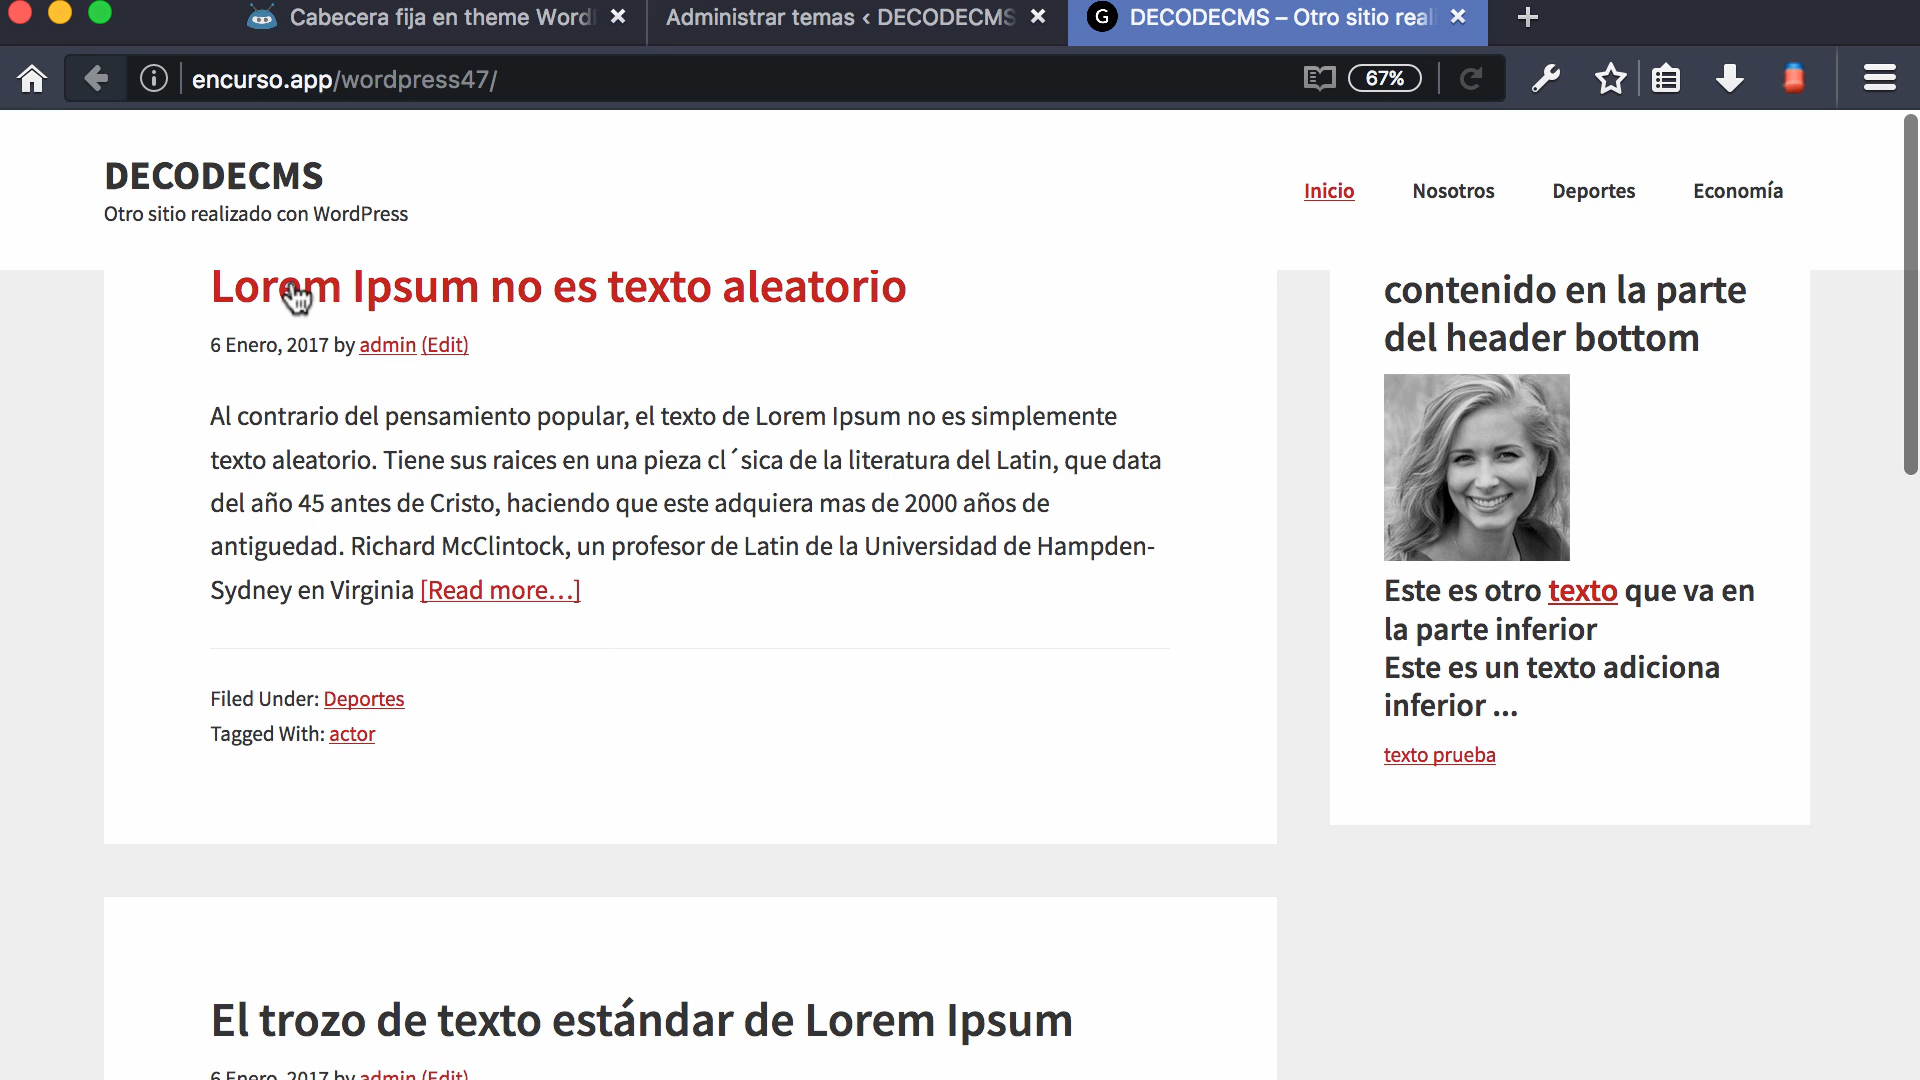 Cabecera fija en theme Word
Administrar temas ‹ DECODECMS
G DECODECMS – Otro sitio real
encurso.app/wordpress47/
67%
DECODECMS
Otro sitio realizado con WordPress
Inicio Nosotros Deportes Economía
Lorem Ipsum no es texto aleatorio
6 Enero, 2017 by admin (Edit)
Al contrario del pensamiento popular, el texto de Lorem Ipsum no es simplemente
texto aleatorio. Tiene sus raices en una pieza cl´sica de la literatura del Latin, que data
del año 45 antes de Cristo, haciendo que este adquiera mas de 2000 años de
antiguedad. Richard McClintock, un profesor de Latin de la Universidad de Hampden-
Sydney en Virginia [Read more…]
Filed Under: Deportes
Tagged With: actor
El trozo de texto estándar de Lorem Ipsum
6 Enero, 2017 by admin (Edit)
contenido en la parte
del header bottom
Este es otro texto que va en
la parte inferior
Este es un texto adiciona
inferior ...
texto prueba